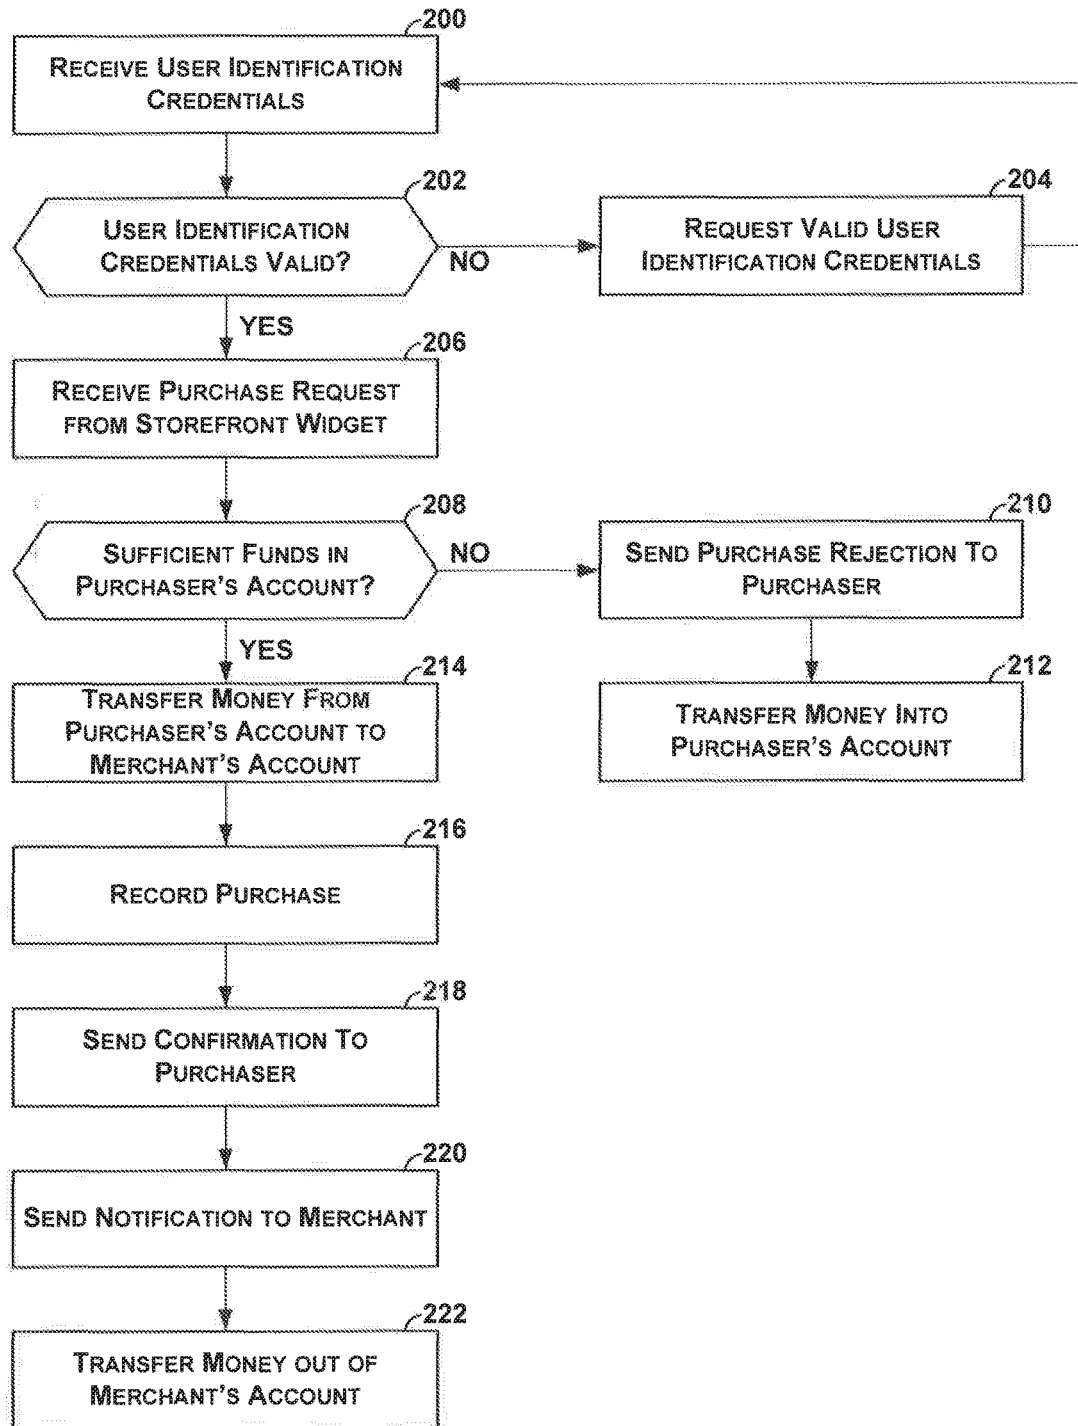 200
RECEIVE USER IDENTIFICATION
CREDENTIALS
202
USER IDENTIFICATION
CREDENTIALS VALID?
NO
YES
204
REQUEST VALID USER
IDENTIFICATION CREDENTIALS
206
RECEIVE PURCHASE REQUEST
FROM STOREFRONT WIDGET
208
SUFFICIENT FUNDS IN
PURCHASER'S ACCOUNT?
NO
YES
210
SEND PURCHASE REJECTION TO
PURCHASER
212
TRANSFER MONEY INTO
PURCHASER'S ACCOUNT
214
TRANSFER MONEY FROM
PURCHASER'S ACCOUNT TO
MERCHANT'S ACCOUNT
216
RECORD PURCHASE
218
SEND CONFIRMATION TO
PURCHASER
220
SEND NOTIFICATION TO MERCHANT
222
TRANSFER MONEY OUT OF
MERCHANT'S ACCOUNT